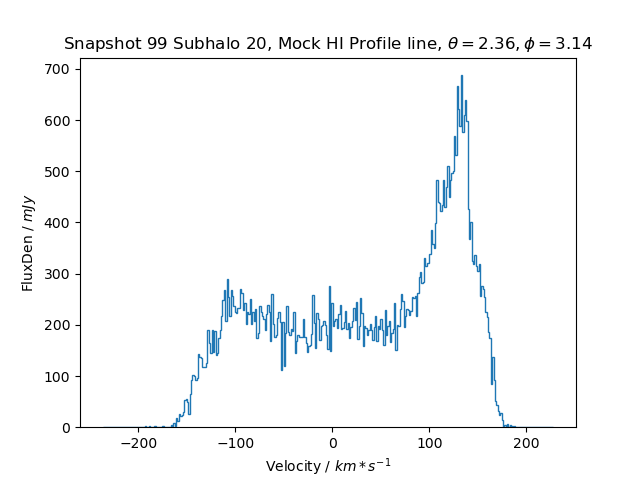 Snapshot 99 Subhalo 20, Mock HI Profile line, θ = 2.36, ϕ = 3.14
700
600
500
400
300
200
100
0
FluxDen / mJy
−200 −100 0 100 200
Velocity / km * s⁻¹